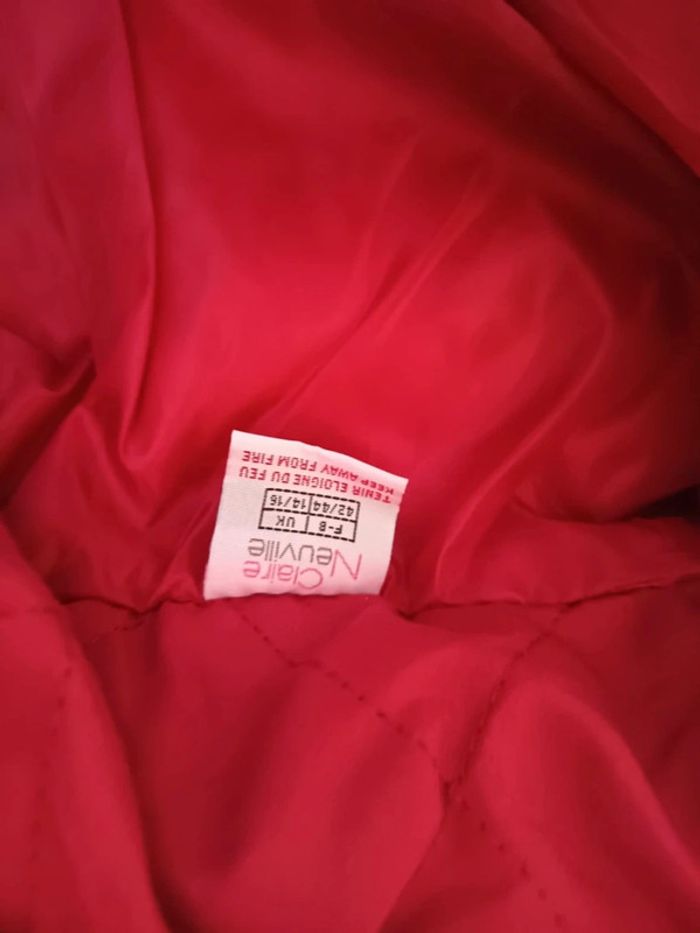 Claire
Neuville
F-B UK
42/44 14/16
TENIR ELOIGNE DU FEU
KEEP AWAY FROM FIRE